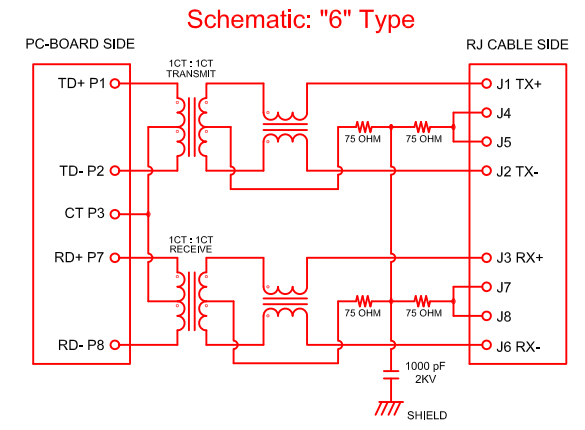 Schematic: "6" Type
PC-BOARD SIDE
RJ CABLE SIDE
1CT : 1CT
TRANSMIT
TD+ P1
J1 TX+
J4
75 OHM
75 OHM
J5
TD- P2
J2 TX-
CT P3
1CT : 1CT
RECEIVE
RD+ P7
J3 RX+
J7
75 OHM
75 OHM
J8
RD- P8
J6 RX-
1000 pF
2KV
SHIELD